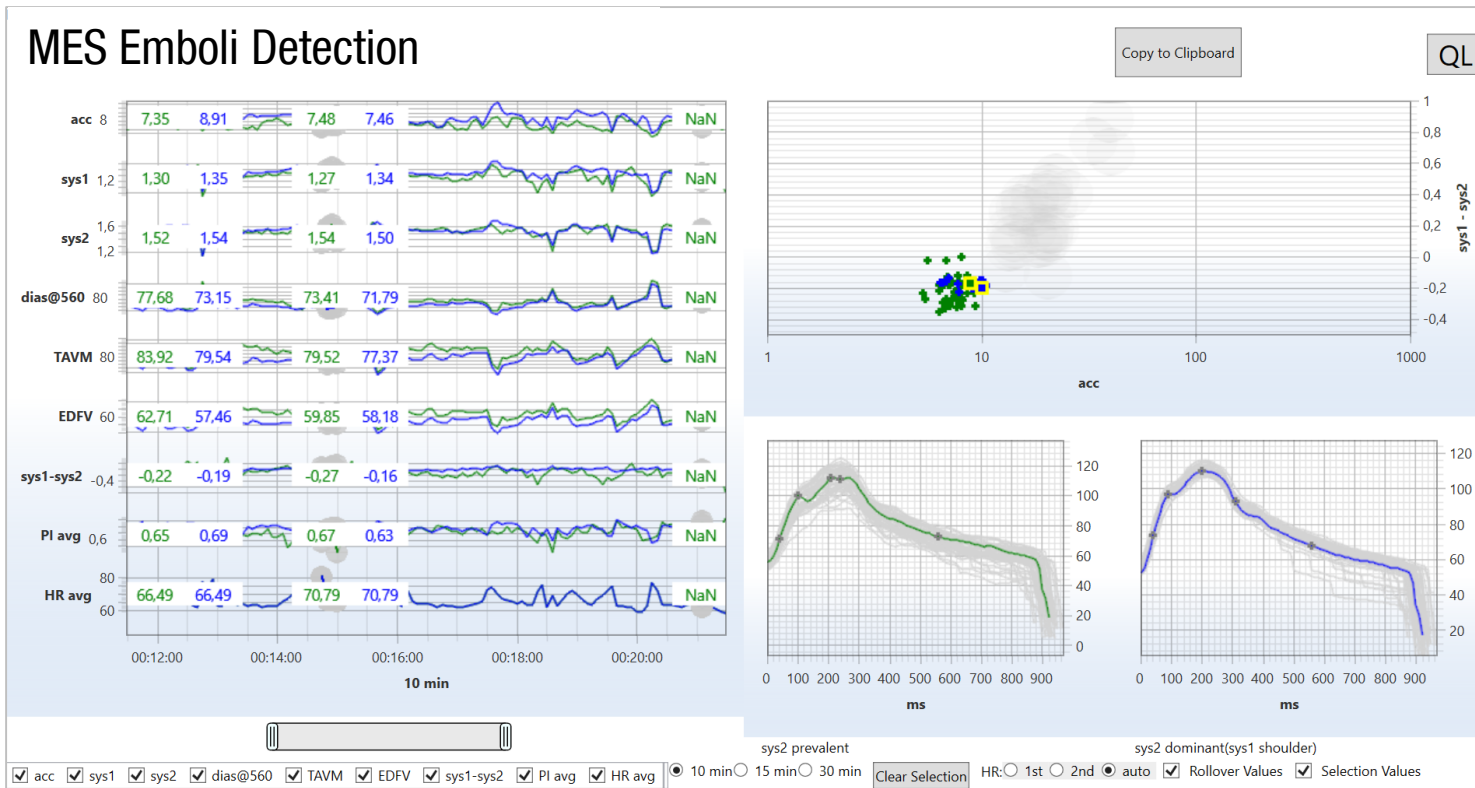 MES Emboli Detection
Copy to Clipboard
QL
acc 8 7,35 8,91 7,48 7,46 NaN
sys1 1,2 1,30 1,35 1,27 1,34 NaN
sys2 1,6 1,2 1,52 1,54 1,54 1,50 NaN
dias@560 80 77,68 73,15 73,41 71,79 NaN
TAVM 80 83,92 79,54 79,52 77,37 NaN
EDFV 60 62,71 57,46 59,85 58,18 NaN
sys1-sys2 -0,4 -0,22 -0,19 -0,27 -0,16 NaN
PI avg 0,6 0,65 0,69 0,67 0,63 NaN
HR avg 80 60 66,49 66,49 70,79 70,79 NaN
00:12:00 00:14:00 00:16:00 00:18:00 00:20:00
10 min
1
0,8
0,6
0,4
0,2
0
-0,2
-0,4
sys1 - sys2
1 10 100 1000
acc
120
100
80
60
40
20
0
0 100 200 300 400 500 600 700 800 900
ms
120
100
80
60
40
20
0 100 200 300 400 500 600 700 800 900
ms
sys2 prevalent
sys2 dominant(sys1 shoulder)
acc sys1 sys2 dias@560 TAVM EDFV sys1-sys2 PI avg HR avg
10 min 15 min 30 min Clear Selection HR: 1st 2nd auto Rollover Values Selection Values